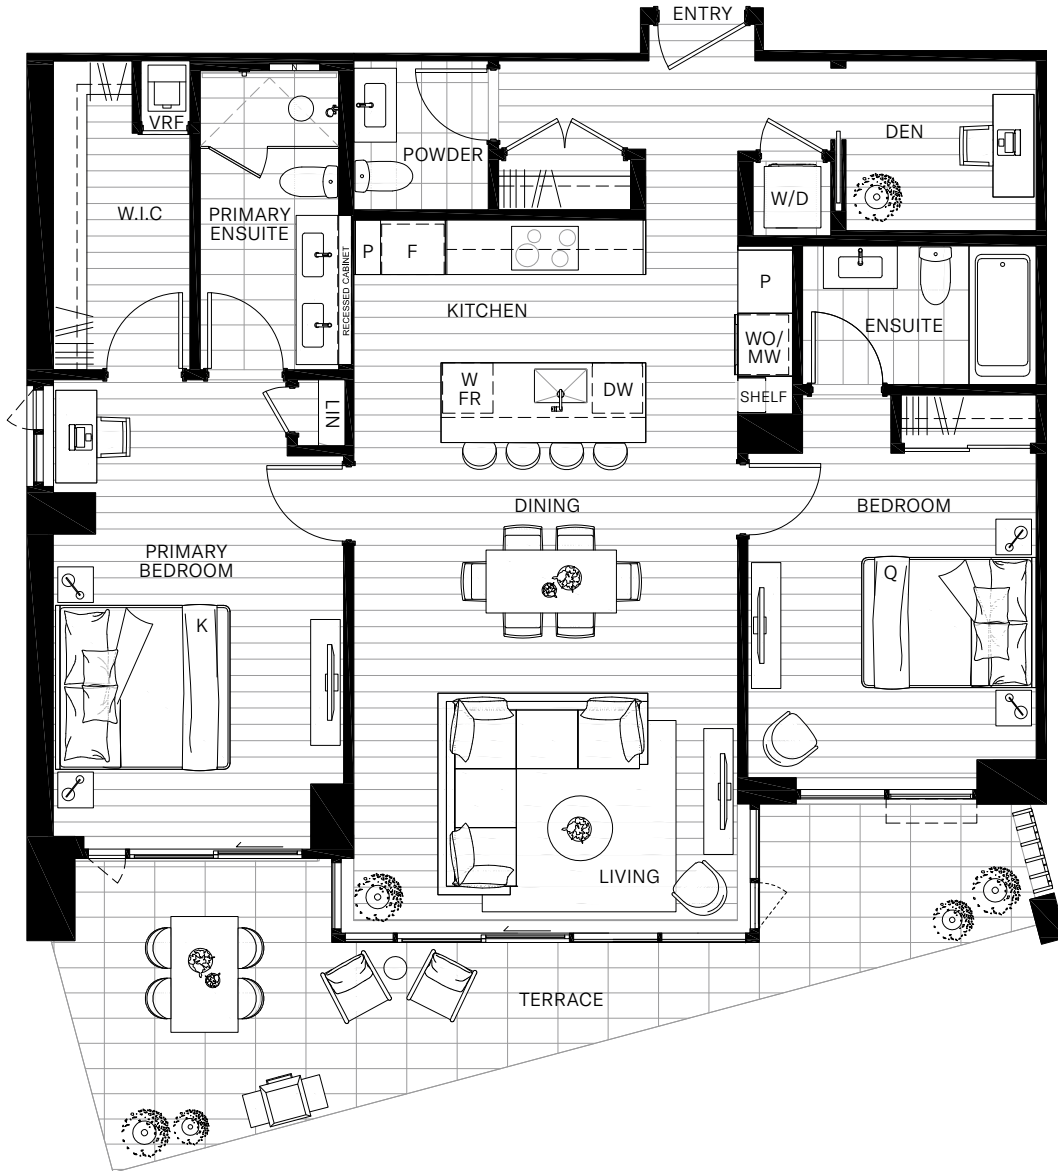 ENTRY
VRF
DEN
POWDER
W/D
W.I.C
PRIMARY
ENSUITE
P
F
RECESSED CABINET
P
KITCHEN
ENSUITE
WO/
MW
W
FR
DW
SHELF
LIN
DINING
BEDROOM
PRIMARY
BEDROOM
Q
K
LIVING
TERRACE